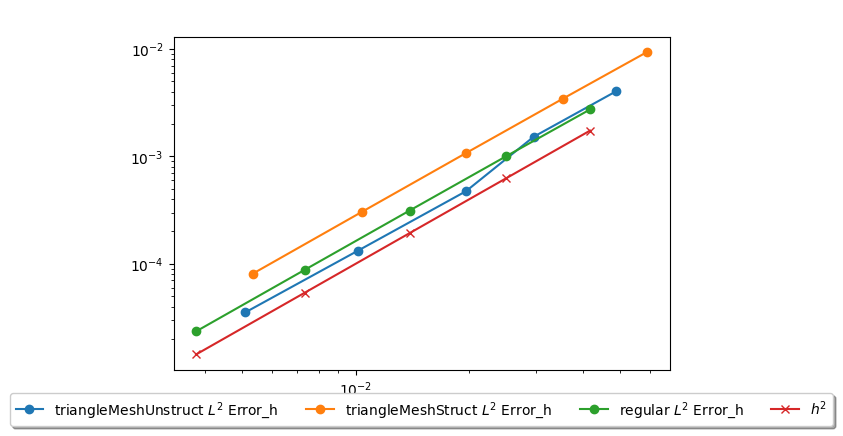 10⁻²
10⁻³
10⁻⁴
10⁻²
triangleMeshUnstruct L² Error_h triangleMeshStruct L² Error_h regular L² Error_h h²